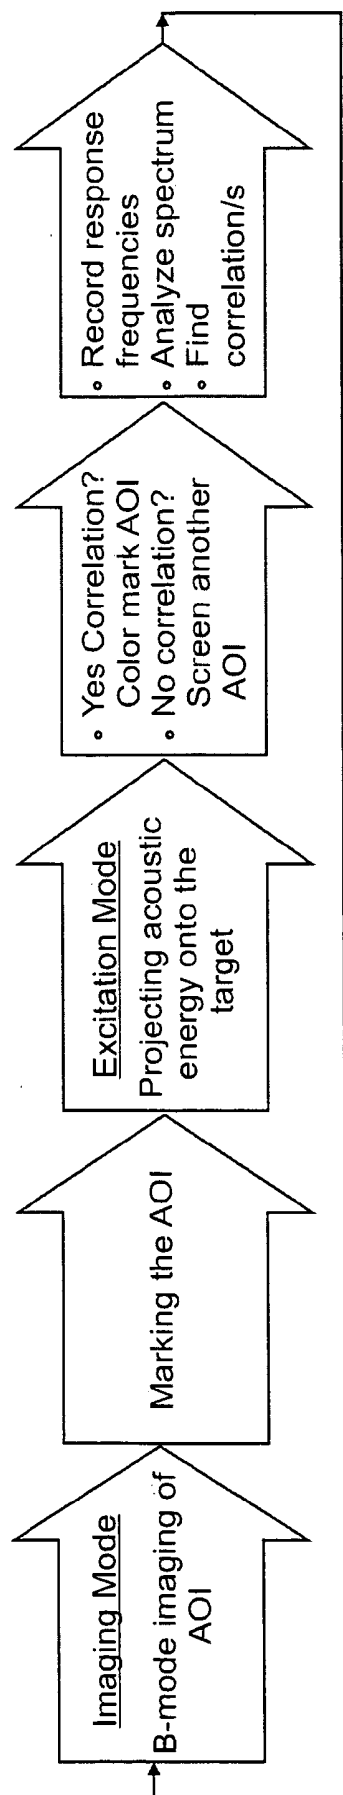 Imaging Mode
B-mode imaging of
AOI
Marking the AOI
Excitation Mode
Projecting acoustic
energy onto the
target
• Yes Correlation?
Color mark AOI
• No correlation?
Screen another
AOI
• Record response
frequencies
• Analyze spectrum
• Find
correlation/s